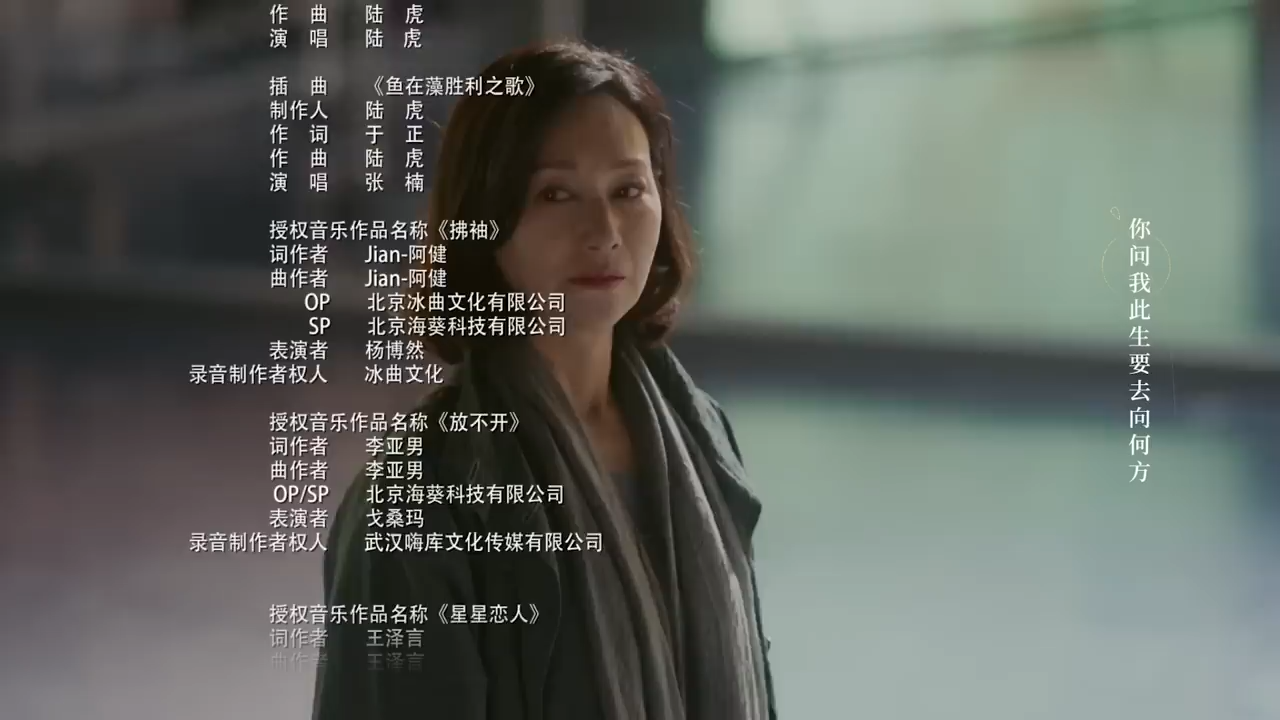 作 曲 陆 虎
演 唱 陆 虎
插 曲 《鱼在藻胜利之歌》
制作人 陆 虎
作 词 于 正
作 曲 陆 虎
演 唱 张 楠
授权音乐作品名称《拂袖》
词作者 Jian-阿健
曲作者 Jian-阿健
OP 北京冰曲文化有限公司
SP 北京海葵科技有限公司
表演者 杨博然
录音制作者权人 冰曲文化
授权音乐作品名称《放不开》
词作者 李亚男
曲作者 李亚男
OP/SP 北京海葵科技有限公司
表演者 戈桑玛
录音制作者权人 武汉嗨库文化传媒有限公司
授权音乐作品名称《星星恋人》
词作者 王泽言
曲作者 王泽言
你问我此生要去向何方